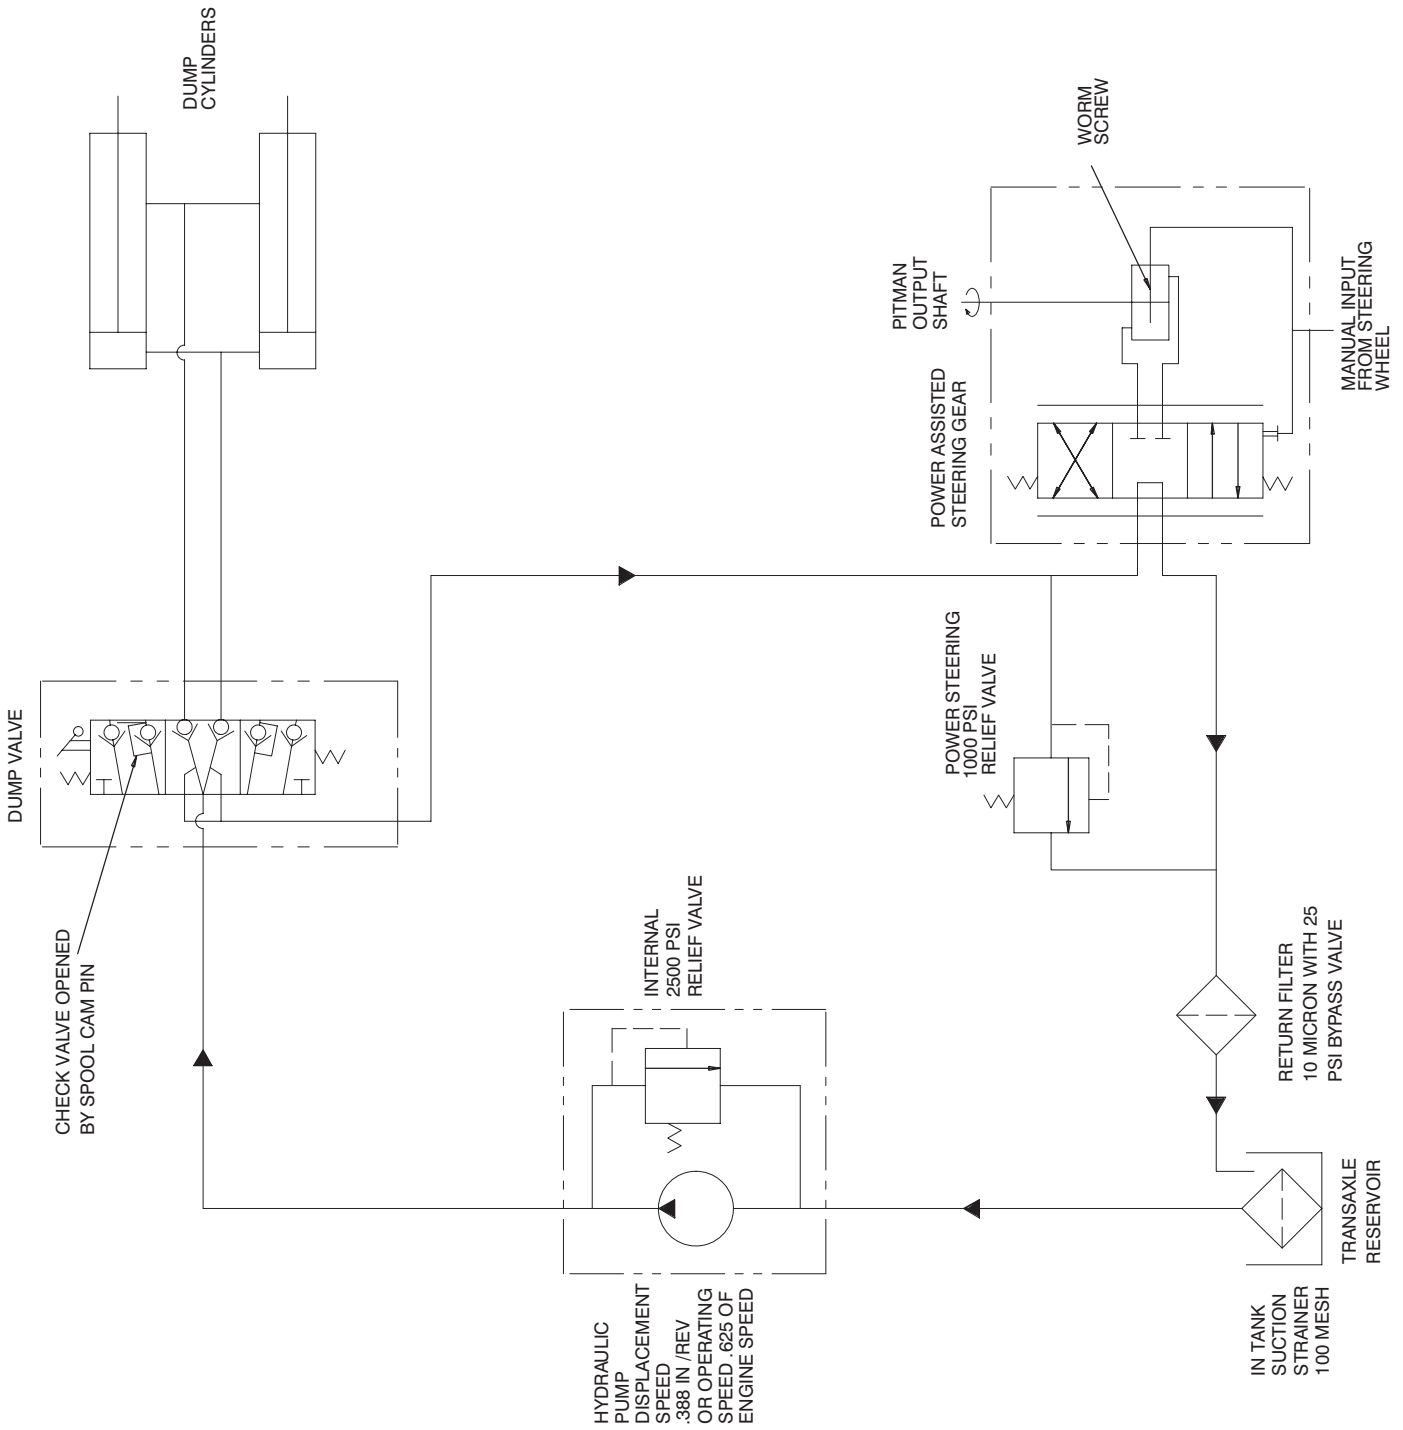 DUMP
CYLINDERS
DUMP VALVE
CHECK VALVE OPENED
BY SPOOL CAM PIN
INTERNAL
2500 PSI
RELIEF VALVE
HYDRAULIC
PUMP
DISPLACEMENT
SPEED
.388 IN /REV
OR OPERATING
SPEED .625 OF
ENGINE SPEED
WORM
SCREW
PITMAN
OUTPUT
SHAFT
POWER ASSISTED
STEERING GEAR
MANUAL INPUT
FROM STEERING
WHEEL
POWER STEERING
1000 PSI
RELIEF VALVE
RETURN FILTER
10 MICRON WITH 25
PSI BYPASS VALVE
TRANSAXLE
RESERVOIR
IN TANK
SUCTION
STRAINER
100 MESH